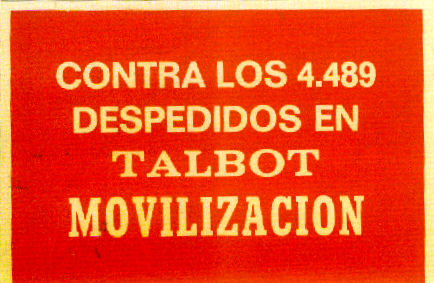 CONTRA LOS 4.489
DESPEDIDOS EN
TALBOT
MOVILIZACION